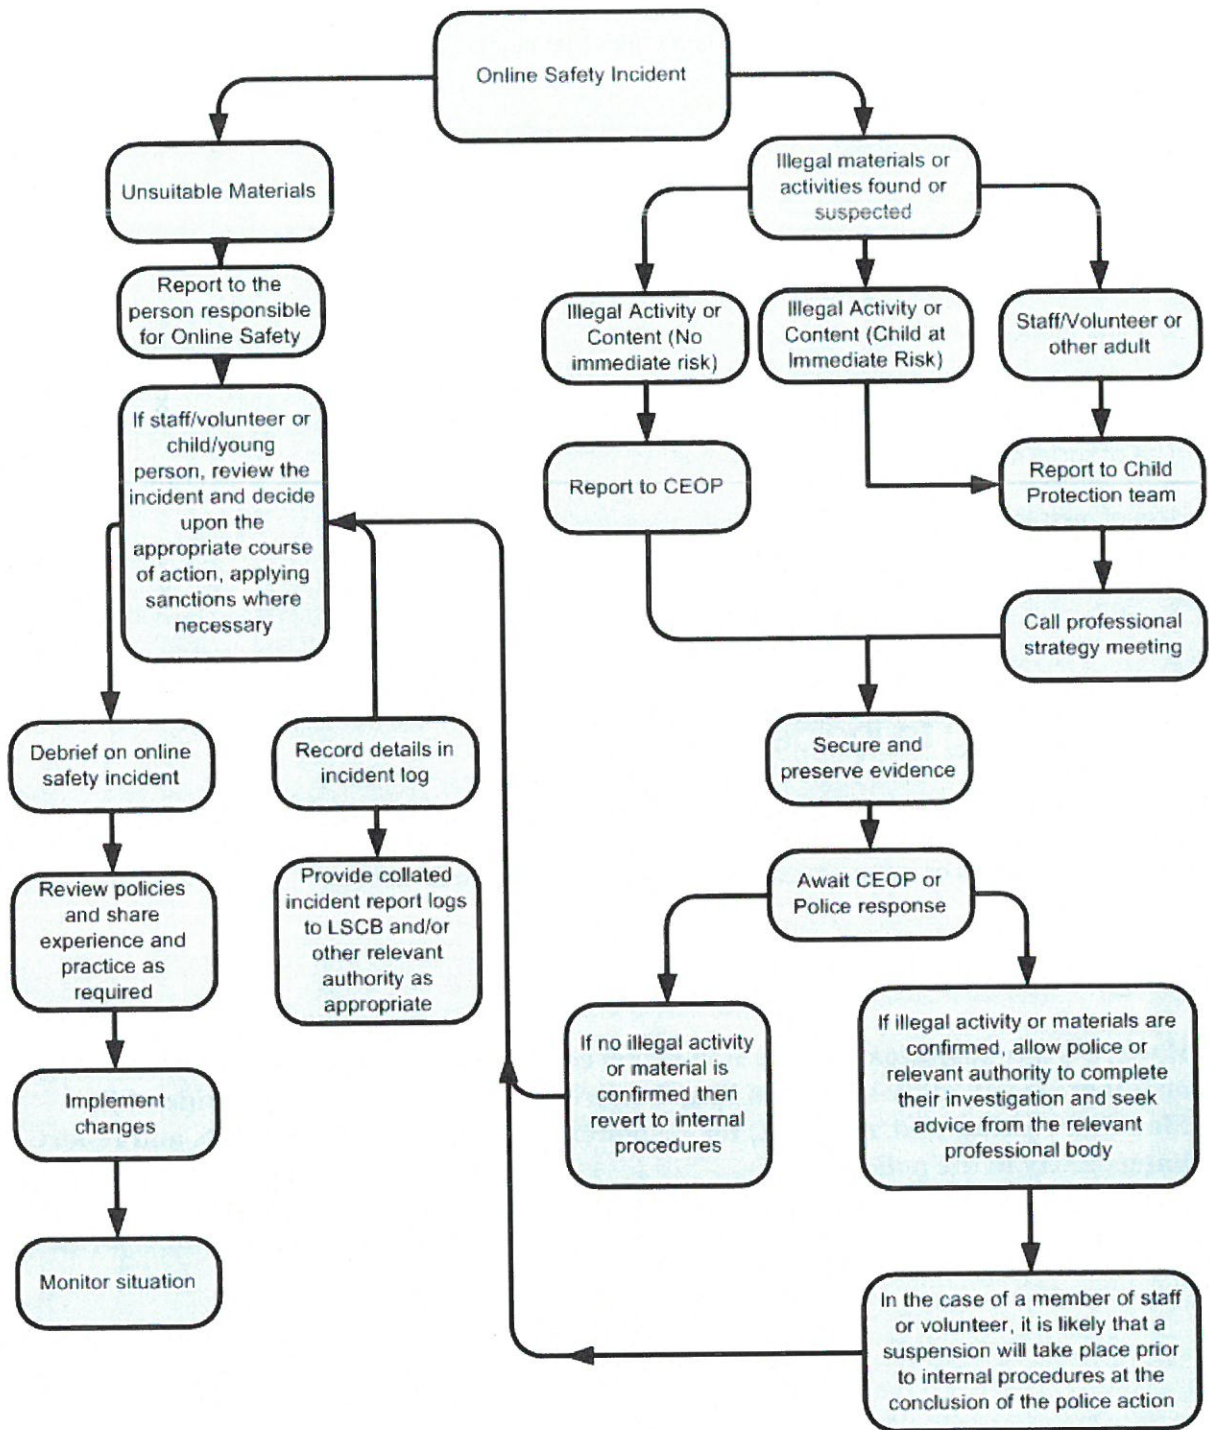 Online Safety Incident
Unsuitable Materials
Report to the
person responsible
for Online Safety
If staff/volunteer or
child/young
person, review the
incident and decide
upon the
appropriate course
of action, applying
sanctions where
necessary
Debrief on online
safety incident
Review policies
and share
experience and
practice as
required
Implement
changes
Monitor situation
Record details in
incident log
Provide collated
incident report logs
to LSCB and/or
other relevant
authority as
appropriate
Illegal materials or
activities found or
suspected
Illegal Activity or
Content (No
immediate risk)
Report to CEOP
Illegal Activity or
Content (Child at
Immediate Risk)
Staff/Volunteer or
other adult
Report to Child
Protection team
Call professional
strategy meeting
Secure and
preserve evidence
Await CEOP or
Police response
If no illegal activity
or material is
confirmed then
revert to internal
procedures
If illegal activity or materials are
confirmed, allow police or
relevant authority to complete
their investigation and seek
advice from the relevant
professional body
In the case of a member of staff
or volunteer, it is likely that a
suspension will take place prior
to internal procedures at the
conclusion of the police action